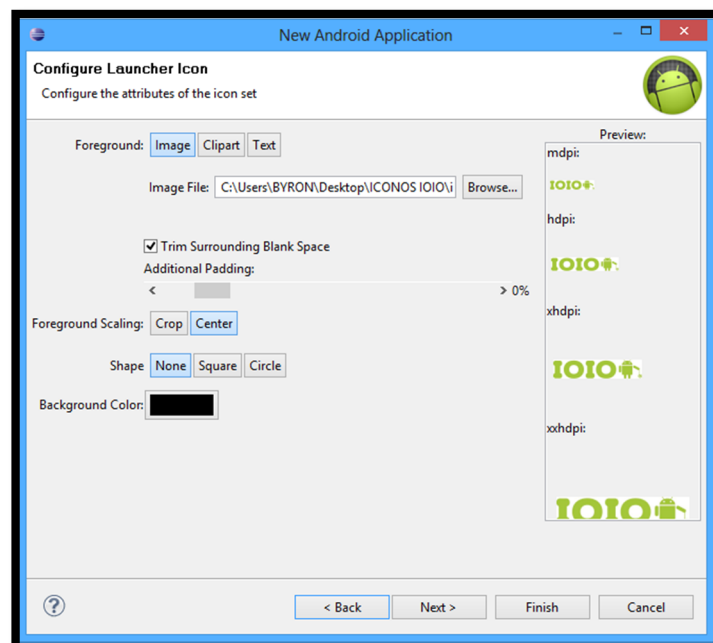 New Android Application
Configure Launcher Icon
Configure the attributes of the icon set
Foreground: Image Clipart Text
Image File: C:\Users\BYRON\Desktop\ICONOS IOIO\i Browse...
Trim Surrounding Blank Space
Additional Padding:
0%
Foreground Scaling: Crop Center
Shape None Square Circle
Background Color:
Preview:
mdpi:
IOIO
hdpi:
IOIO
xhdpi:
IOIO
xxhdpi:
IOIO
? < Back Next > Finish Cancel